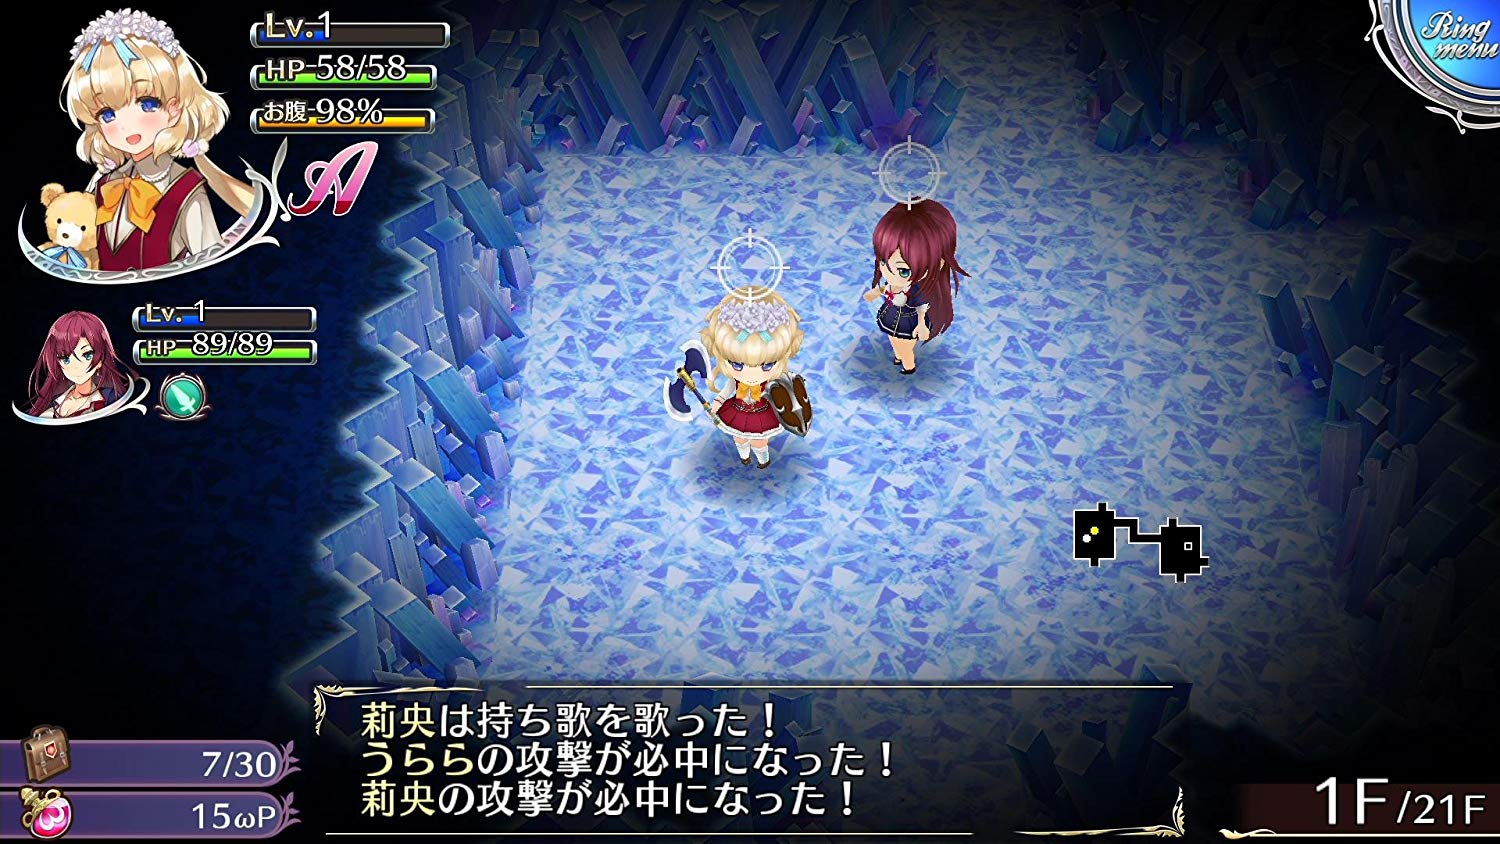 Lv.1
HP 58/58
お腹 98%
A
Lv. 1
HP 89/89
Ring
menu
莉央は持ち歌を歌った！
うららの攻撃が必中になった！
莉央の攻撃が必中になった！
7/30
15ωP
1F/21F